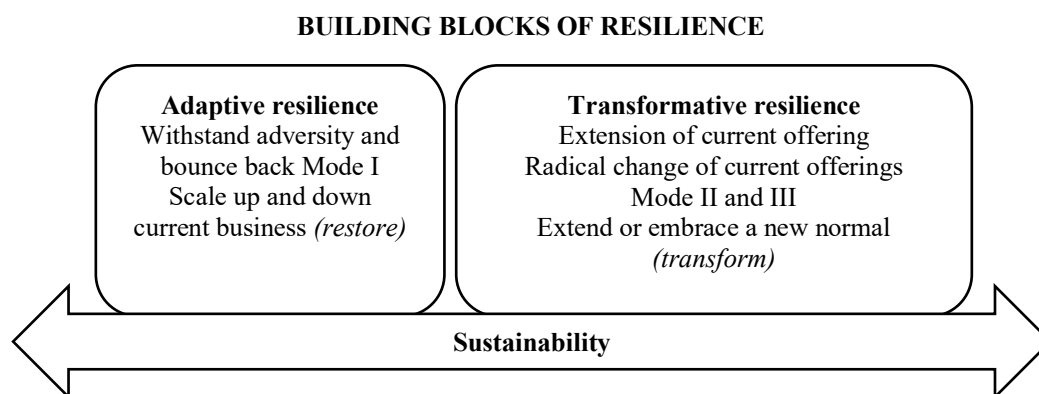 BUILDING BLOCKS OF RESILIENCE
Adaptive resilience
Withstand adversity and
bounce back Mode I
Scale up and down
current business (restore)
Transformative resilience
Extension of current offering
Radical change of current offerings
Mode II and III
Extend or embrace a new normal
(transform)
Sustainability